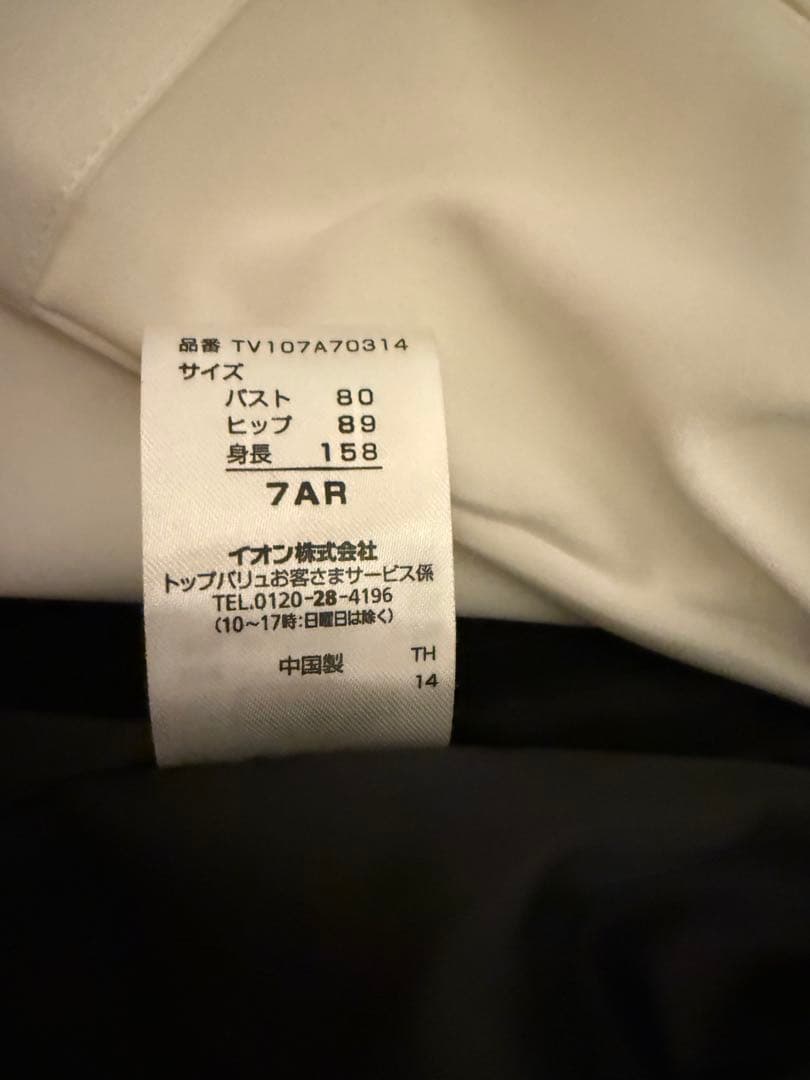 品番 TV107A70314
サイズ
バスト 80
ヒップ 89
身長 158
7AR
イオン株式会社
トップバリュお客さまサービス係
TEL.0120-28-4196
(10~17時:日曜日は除く)
中国製 TH
14